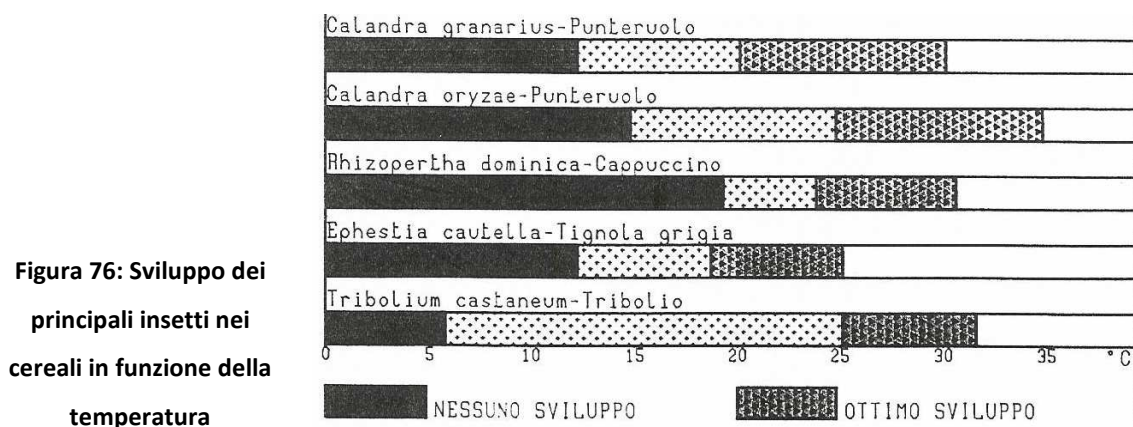 Calandra granarius-Punteruolo
Calandra oryzae-Punteruolo
Rhizopertha dominica-Cappuccino
Ephestia cautella-Tignola grigia
Tribolium castaneum-Tribolio
0 5 10 15 20 25 30 35 °C
NESSUNO SVILUPPO OTTIMO SVILUPPO
Figura 76: Sviluppo dei
principali insetti nei
cereali in funzione della
temperatura